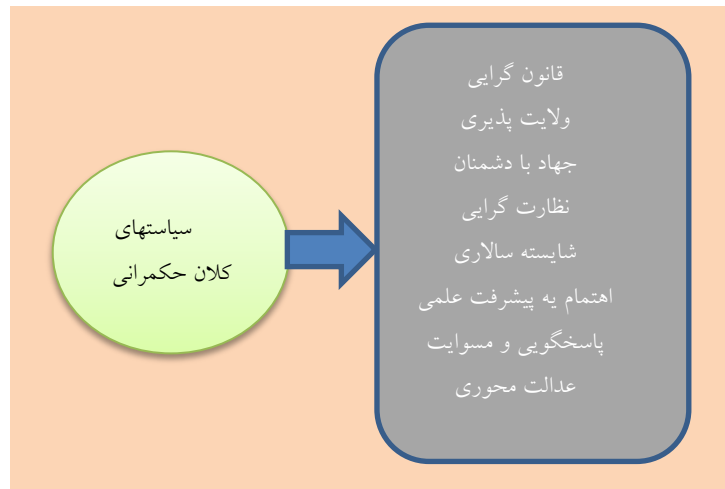 سیاستهای
کلان حکمرانی
قانون گرایی
ولایت پذیری
جهاد با دشمنان
نظارت گرایی
شایسته سالاری
اهتمام یه پیشرفت علمی
پاسخگویی و مسوایت
عدالت محوری